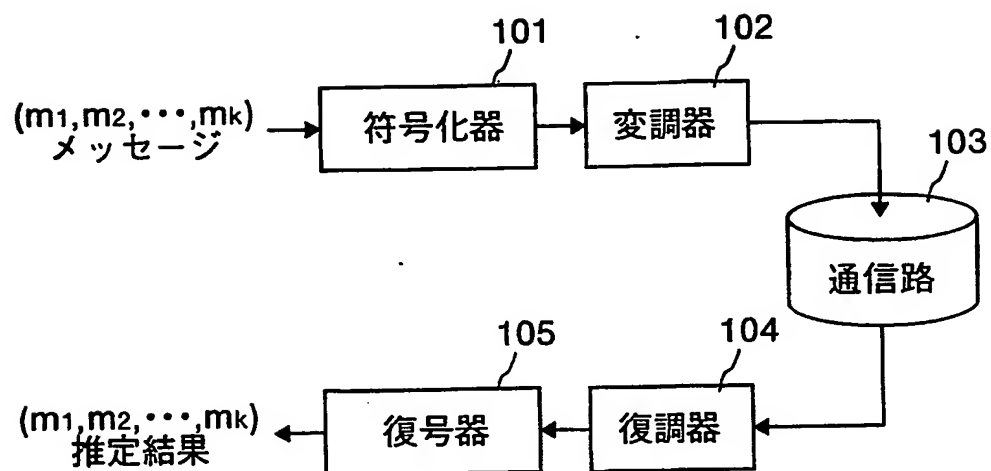 101
102
(m1,m2,・・・,mk)
メッセージ
符号化器
変調器
103
通信路
105
104
(m1,m2,・・・,mk)
推定結果
復号器
復調器